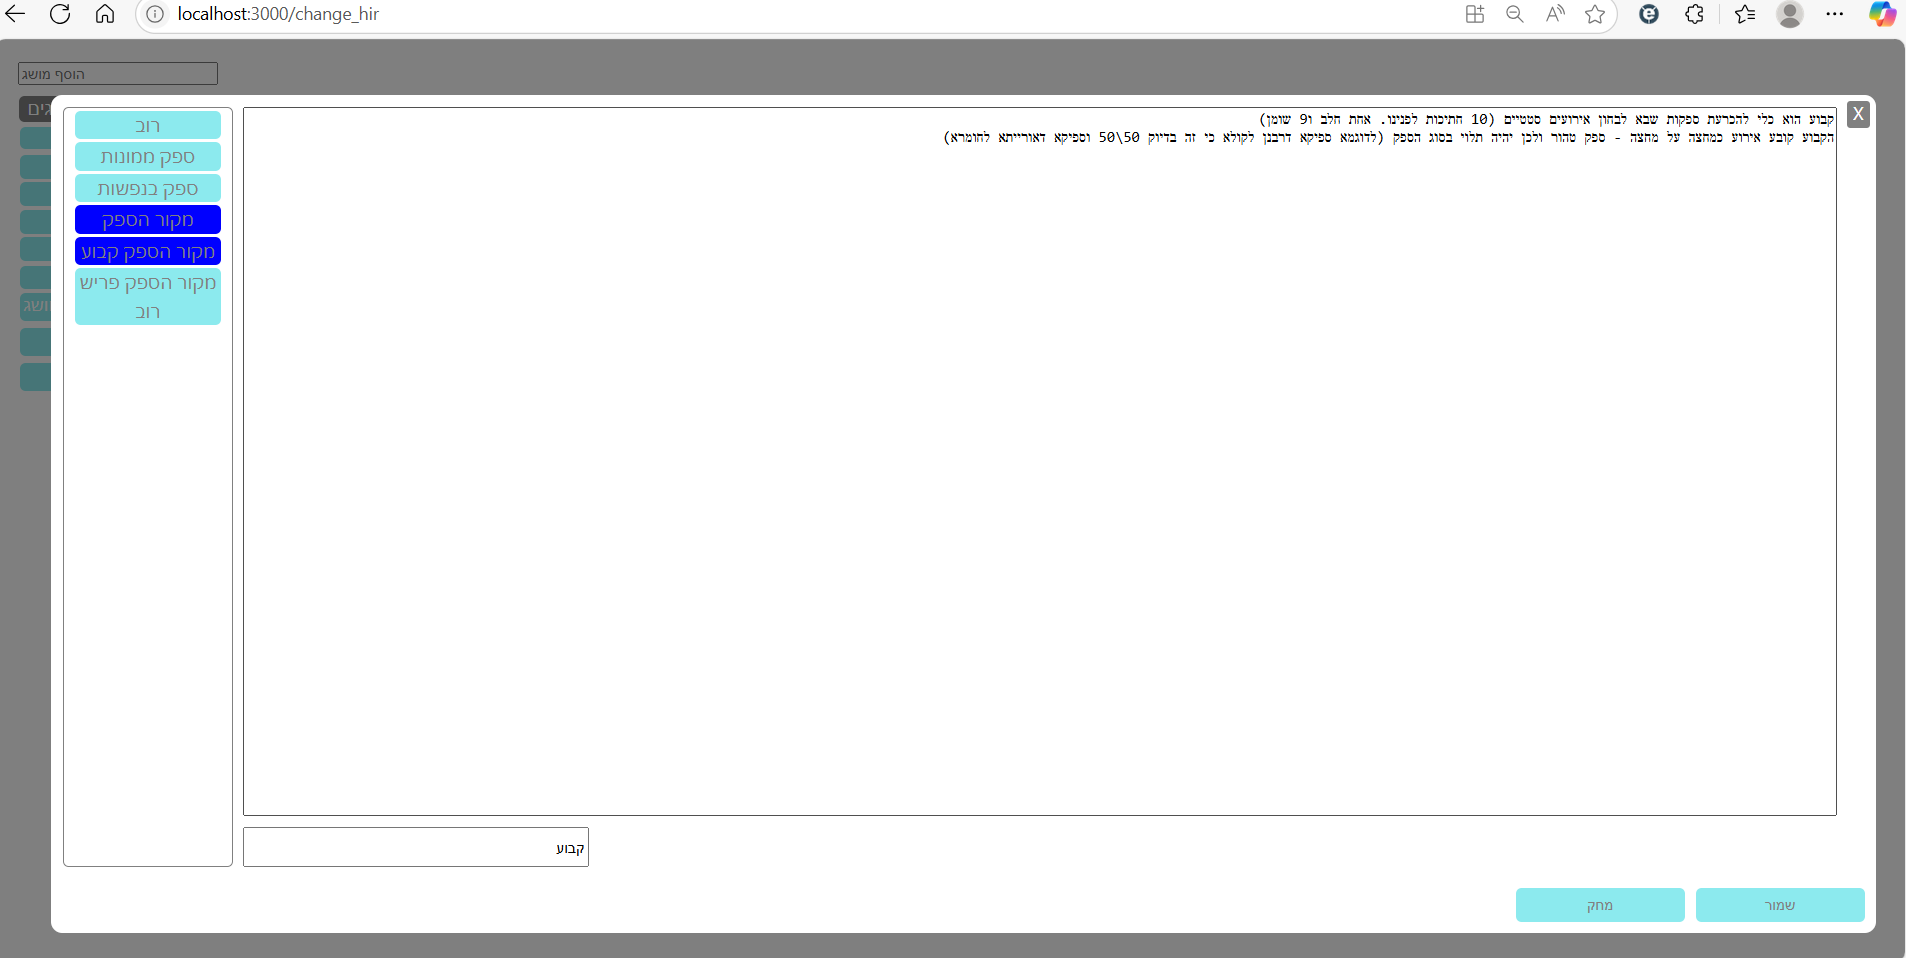 localhost:3000/change_hir
הוסף מושג
גים
מושג
X
קבוע הוא כלי להכרעת ספקות שבא לבחון אירועים סטטיים (10 חתיכות לפנינו. אחת חלב ו9 שומן)
הקבוע קובע אירוע כמחצה על מחצה - ספק טהור ולכן יהיה תלוי בסוג הספק (לדוגמא ספיקא דרבנן לקולא כי זה בדיוק 50\50 וספיקא דאורייתא לחומרא)
רוב
ספק ממונות
ספק בנפשות
מקור הספק
מקור הספק קבוע
מקור הספק פריש
רוב
קבוע
שמור
מחק